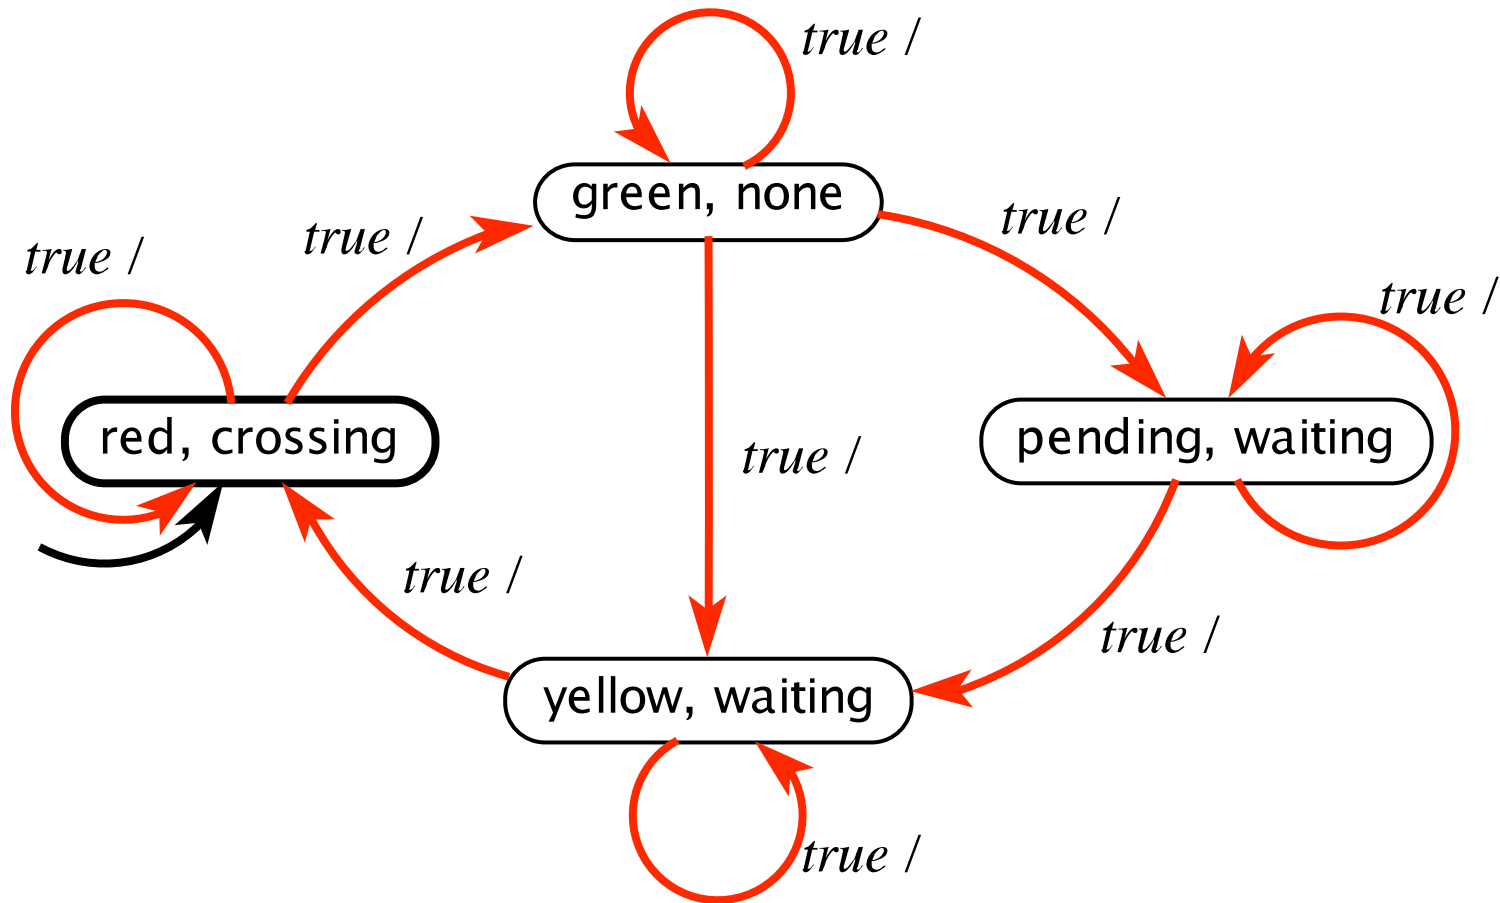 true /
green, none
true /
true /
true /
true /
red, crossing
pending, waiting
true /
true /
true /
yellow, waiting
true /